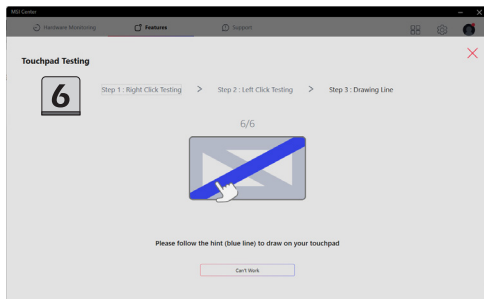 MSI Center
Hardware Monitoring
Features
Support
Touchpad Testing
6
Step 1 : Right Click Testing > Step 2 : Left Click Testing > Step 3 : Drawing Line
6/6
Please follow the hint (blue line) to draw on your touchpad
Can't Work